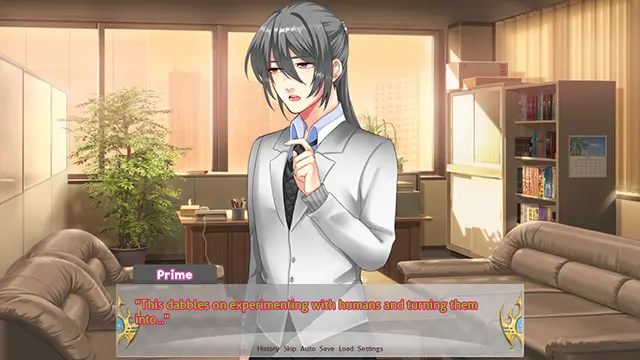 Prime
"This dabbles on experimenting with humans and turning them
into..."
History Skip Auto Save Load Settings